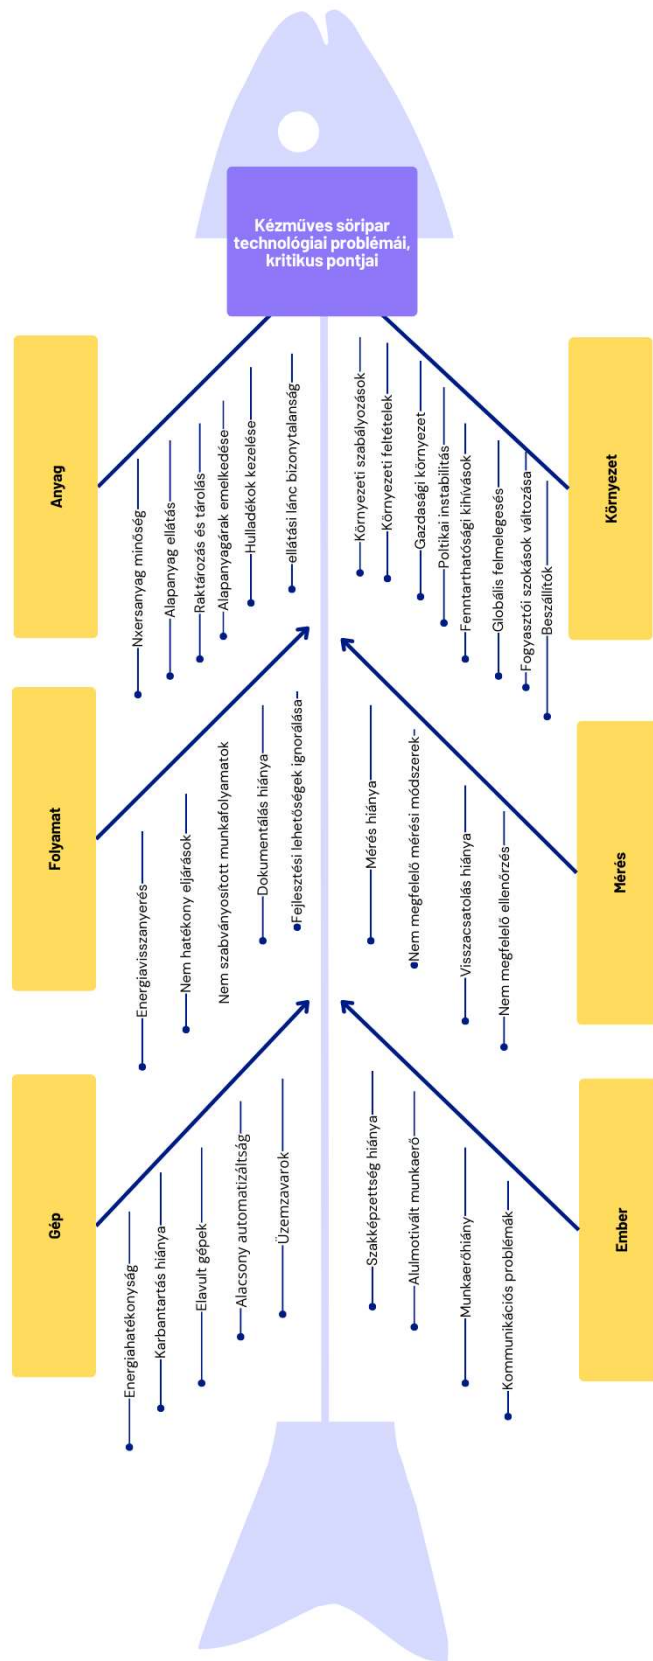 Kézműves söripar
technológiai problémái,
kritikus pontjai
Anyag
Nxersanyag minőség
Alapanyag ellátás
Raktározás és tárolás
Alapanyagárak emelkedése
Hulladékok kezelése
ellátási lánc bizonytalanság
Környezet
Környezeti szabályozások
Környezeti feltételek
Gazdasági környezet
Poltikai instabilitás
Fenntarthatósági kihívások
Globális felmelegesés
Fogyasztói szokások változása
Beszállítók
Folyamat
Energiavisszanyerés
Nem hatékony eljárások
Nem szabványosított munkafolyamatok
Dokumentálás hiánya
Fejlesztési lehetőségek ignorálása
Mérés
Mérés hiánya
Nem megfelelő mérési módszerek
Visszacsatolás hiánya
Nem megfelelő ellenőrzés
Gép
Energiahatékonyság
Karbantartás hiánya
Elavult gépek
Alacsony automatizáltság
Üzemzavarok
Ember
Szakképzettség hiánya
Alulmotivált munkaerő
Munkaerőhiány
Kommunikációs problémák